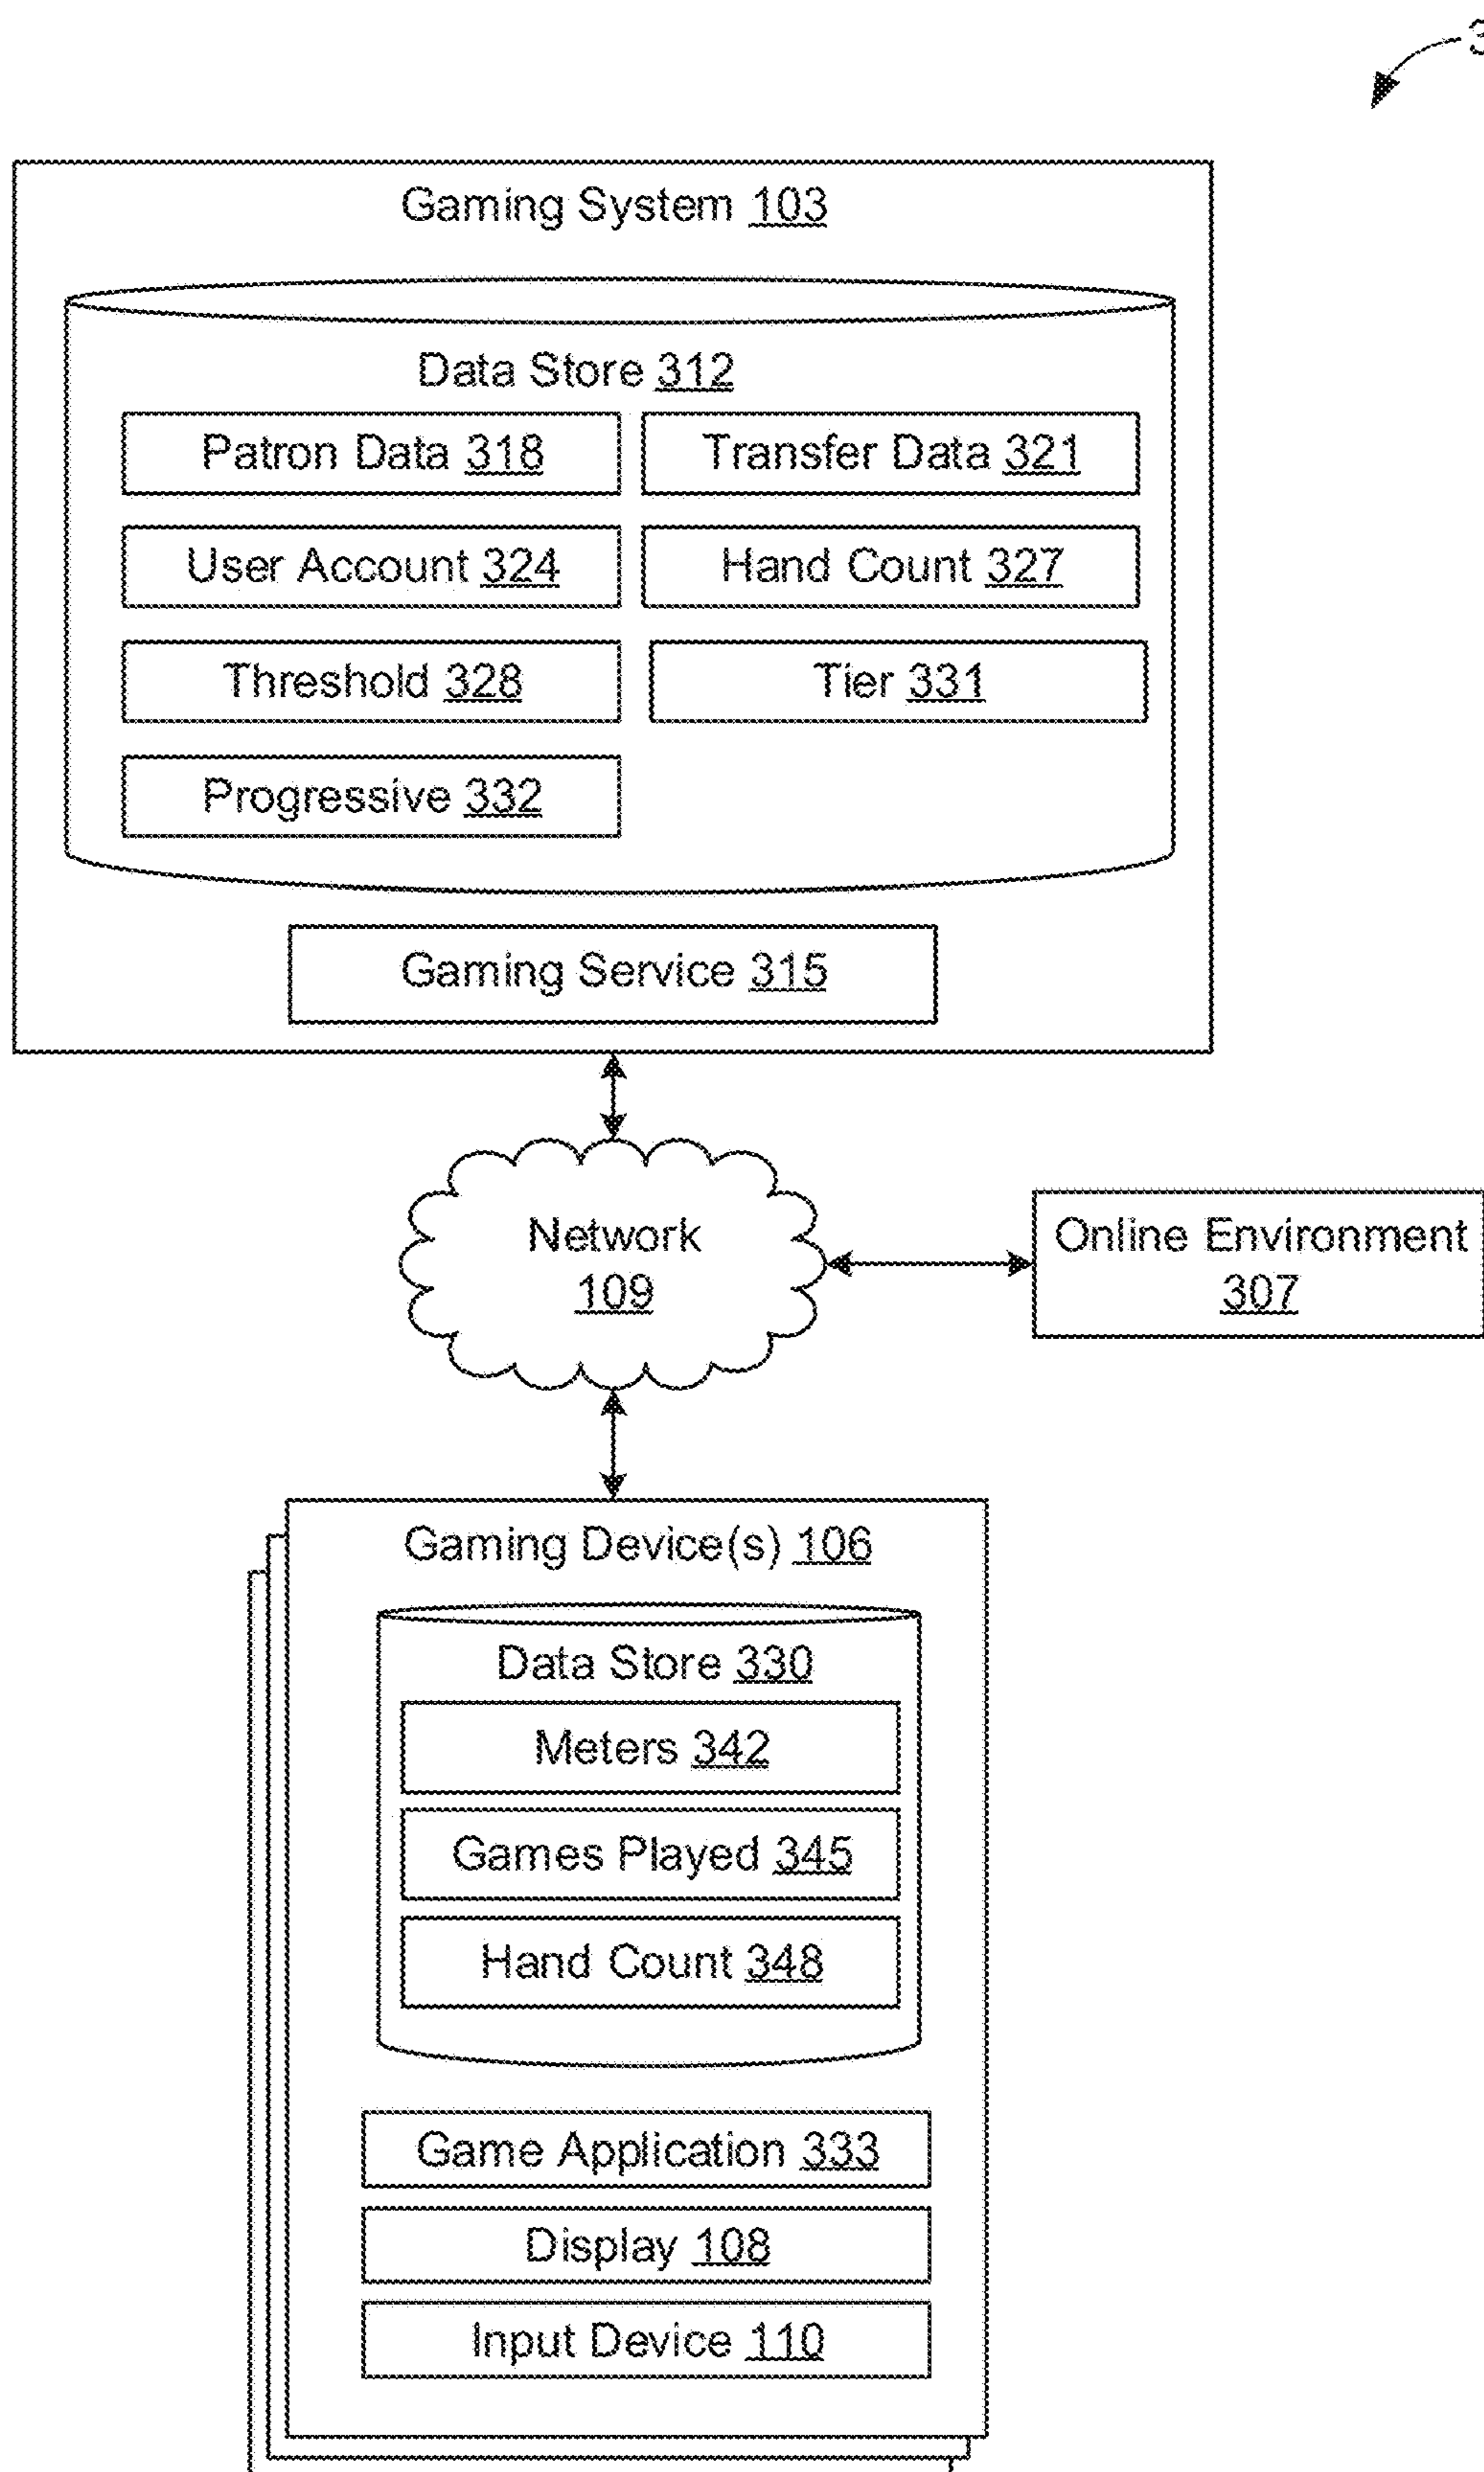 3
Gaming System 103
Data Store 312
Patron Data 318
Transfer Data 321
User Account 324
Hand Count 327
Threshold 328
Tier 331
Progressive 332
Gaming Service 315
Network
109
Online Environment
307
Gaming Device(s) 106
Data Store 330
Meters 342
Games Played 345
Hand Count 348
Game Application 333
Display 108
Input Device 110